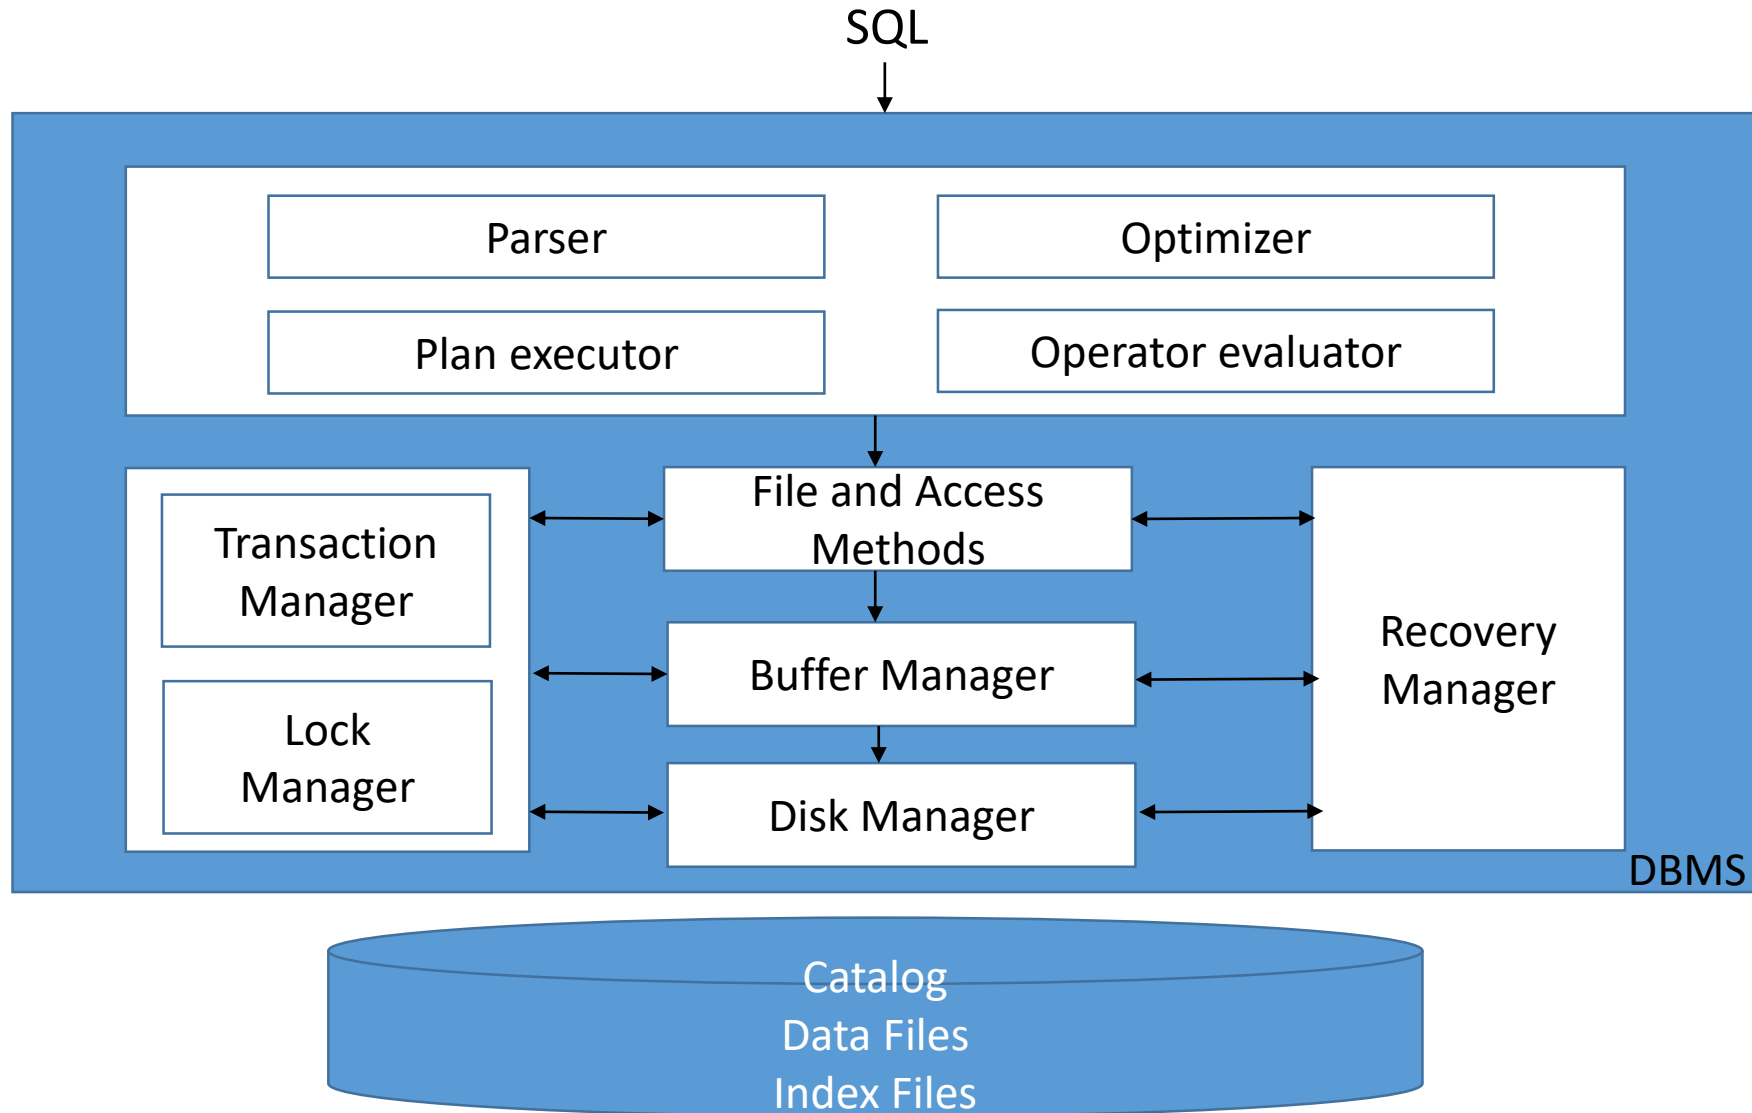 SQL
Parser
Optimizer
Plan executor
Operator evaluator
File and Access
Methods
Transaction
Manager
Buffer Manager
Lock
Manager
Disk Manager
Recovery
Manager
DBMS
Catalog
Data Files
Index Files